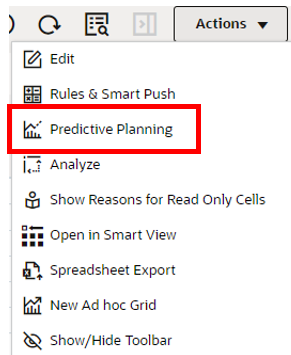 Actions
Edit
Rules & Smart Push
Predictive Planning
Analyze
Show Reasons for Read Only Cells
Open in Smart View
Spreadsheet Export
New Ad hoc Grid
Show/Hide Toolbar